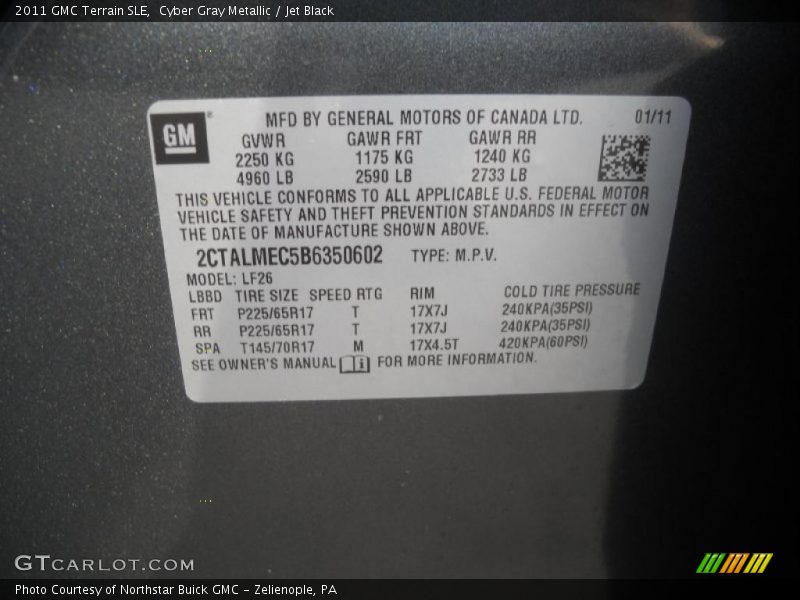 2011 GMC Terrain SLE, Cyber Gray Metallic / Jet Black
GM
MFD BY GENERAL MOTORS OF CANADA LTD. 01/11
GVWR GAWR FRT GAWR RR
2250 KG 1175 KG 1240 KG
4960 LB 2590 LB 2733 LB
THIS VEHICLE CONFORMS TO ALL APPLICABLE U.S. FEDERAL MOTOR
VEHICLE SAFETY AND THEFT PREVENTION STANDARDS IN EFFECT ON
THE DATE OF MANUFACTURE SHOWN ABOVE.
2CTALMEC5B6350602 TYPE: M.P.V.
MODEL: LF26
LBBD TIRE SIZE SPEED RTG RIM COLD TIRE PRESSURE
FRT P225/65R17 T 17X7J 240KPA(35PSI)
RR P225/65R17 T 17X7J 240KPA(35PSI)
SPA T145/70R17 M 17X4.5T 420KPA(60PSI)
SEE OWNER'S MANUAL i FOR MORE INFORMATION.
GTCARLOT.COM
Photo Courtesy of Northstar Buick GMC - Zelienople, PA